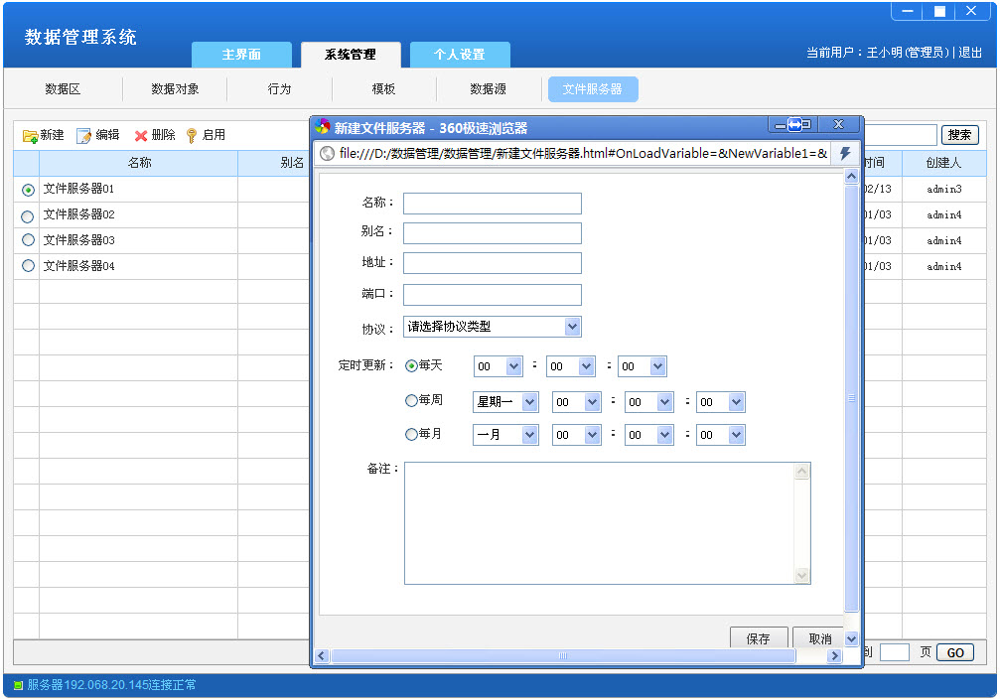 数据管理系统
主界面 系统管理 个人设置
当前用户：王小明(管理员) | 退出
数据区 数据对象 行为 模板 数据源 文件服务器
新建 编辑 删除 启用
搜索
名称 别名 时间 创建人
文件服务器01 02/13 admin3
文件服务器02 01/03 admin4
文件服务器03 01/03 admin4
文件服务器04 01/03 admin4
新建文件服务器 - 360极速浏览器
file:///D:/数据管理/数据管理/新建文件服务器.html#OnLoadVariable=&NewVariable1=&
名称：
别名：
地址：
端口：
协议： 请选择协议类型
定时更新： 每天 00 : 00 : 00
每周 星期一 00 : 00 : 00
每月 一月 00 : 00 : 00
备注：
保存 取消
到 页 GO
服务器192.068.20.145连接正常